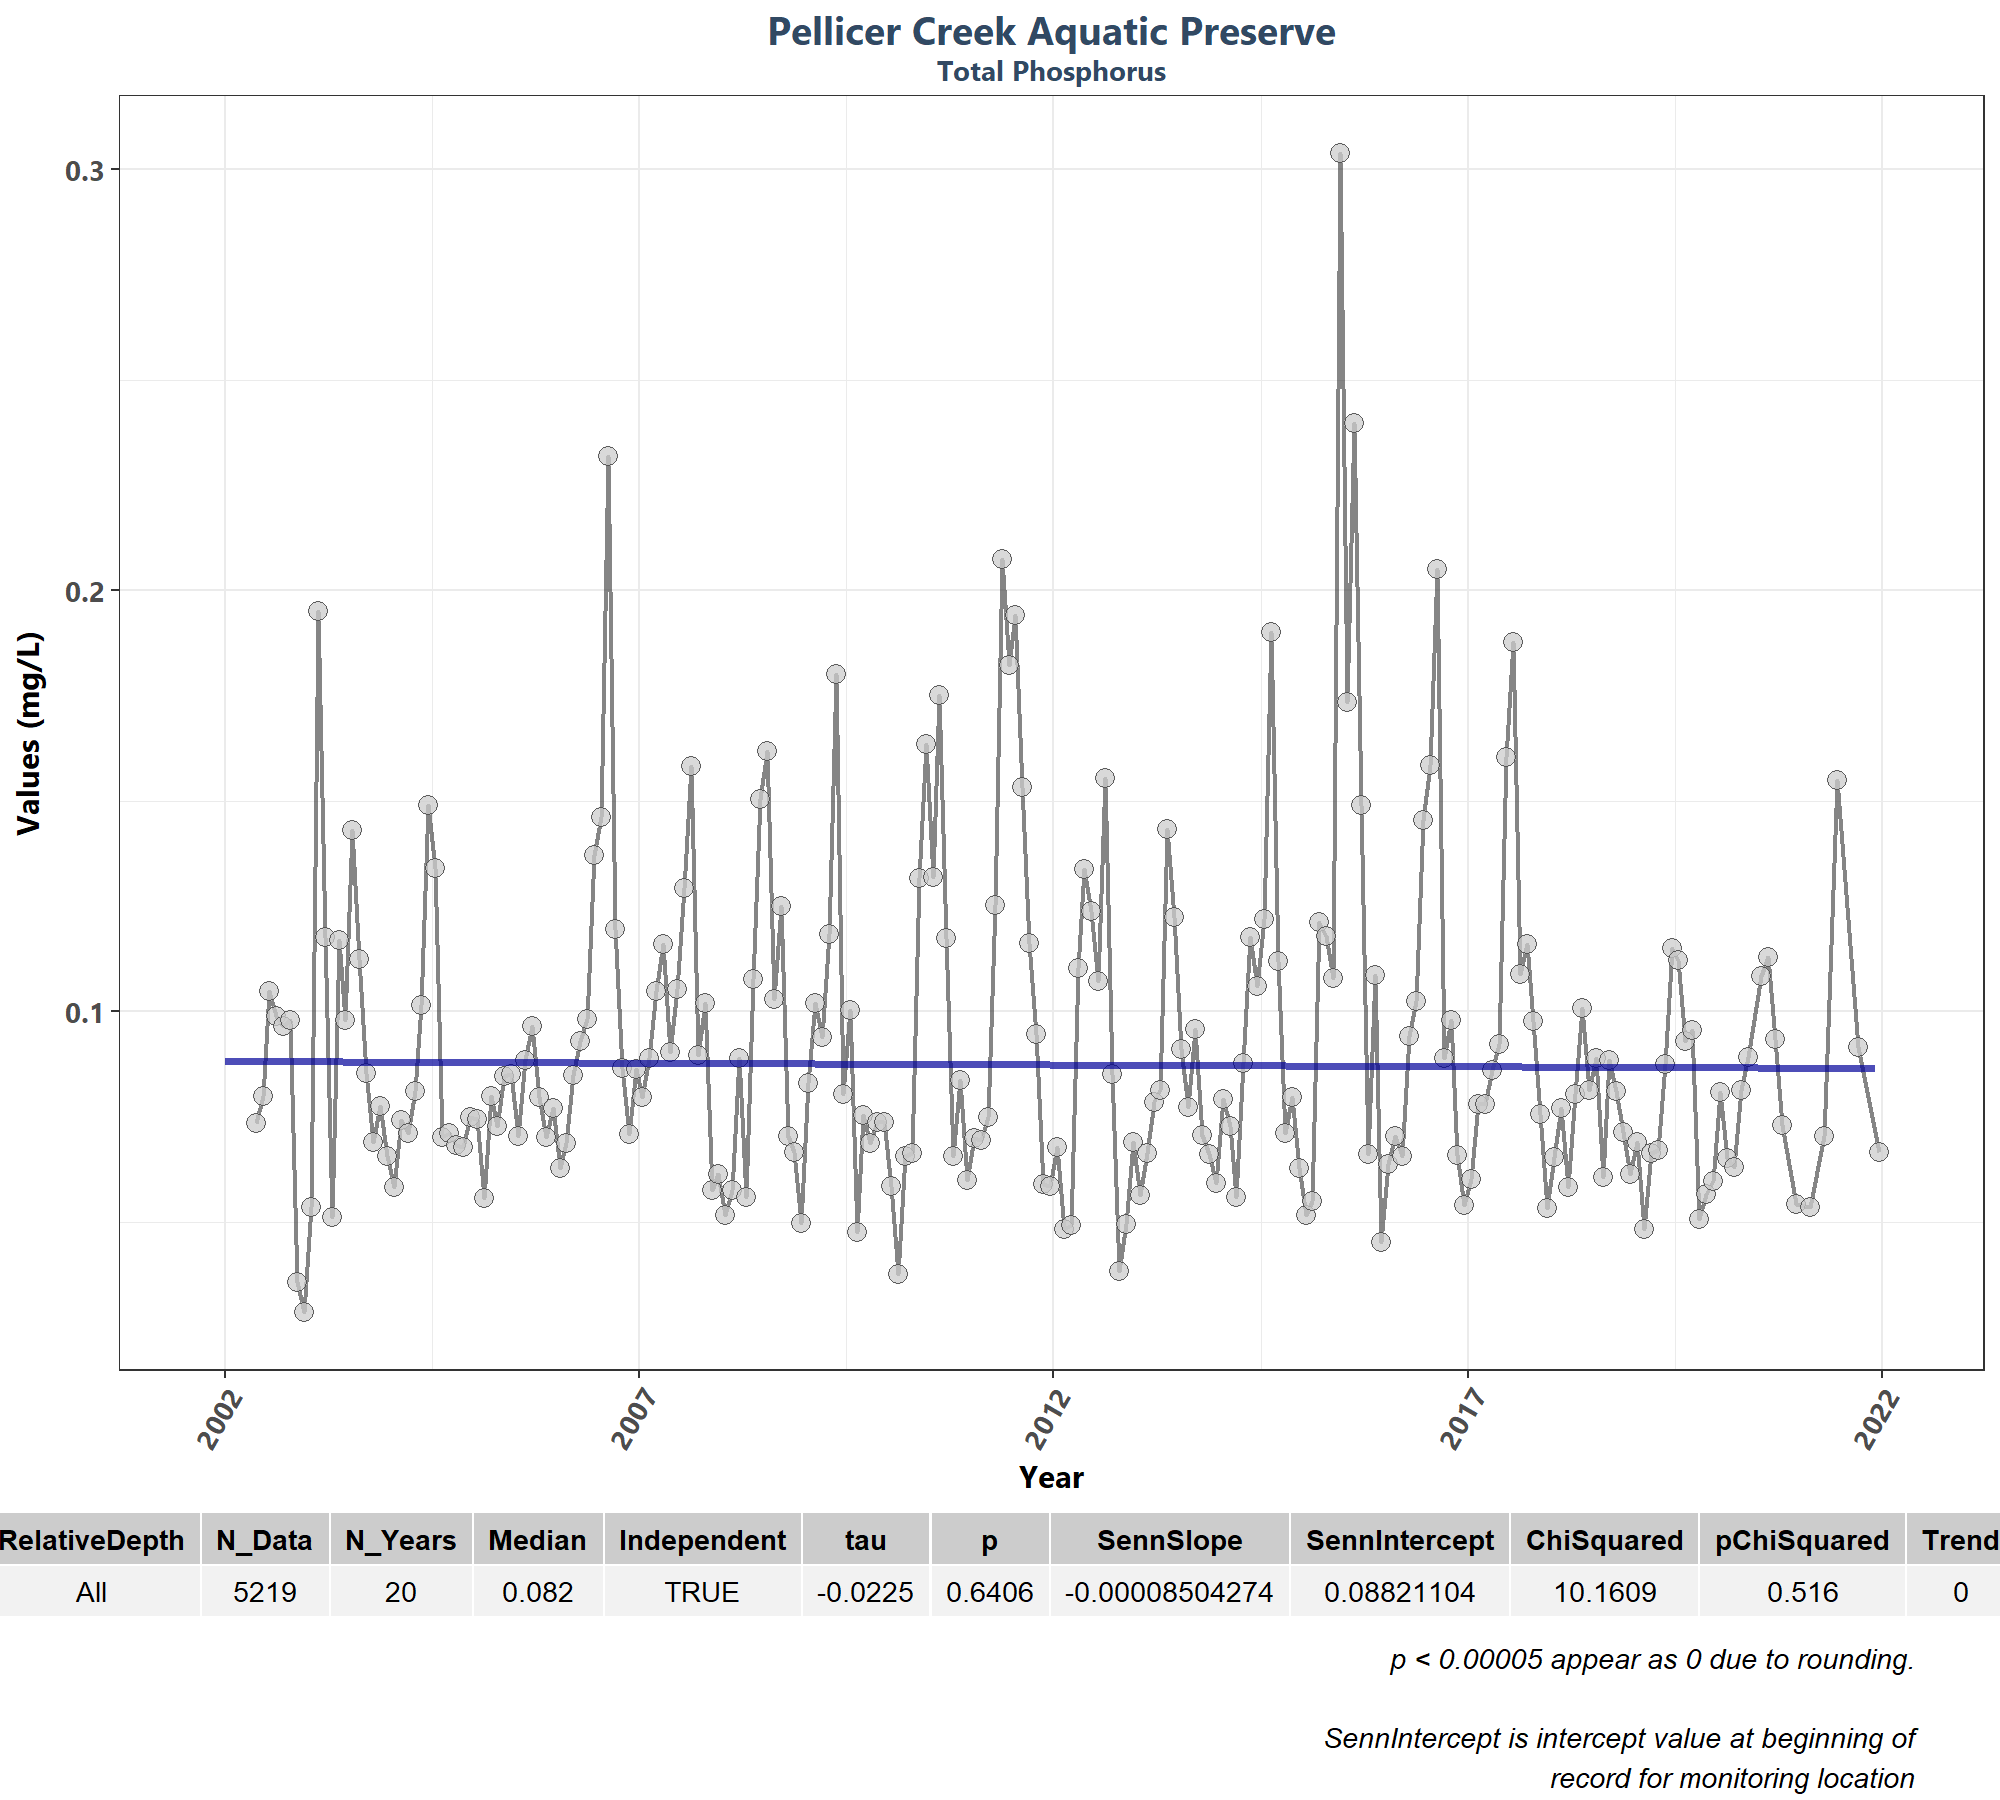 Pellicer Creek Aquatic Preserve
Total Phosphorus
Values (mg/L)
0.3
0.2
0.1
2002 2007 2012 2017 2022
Year
RelativeDepth N_Data N_Years Median Independent tau p SennSlope SennIntercept ChiSquared pChiSquared Trend
All 5219 20 0.082 TRUE -0.0225 0.6406 -0.00008504274 0.08821104 10.1609 0.516 0
p < 0.00005 appear as 0 due to rounding.
SennIntercept is intercept value at beginning of
record for monitoring location